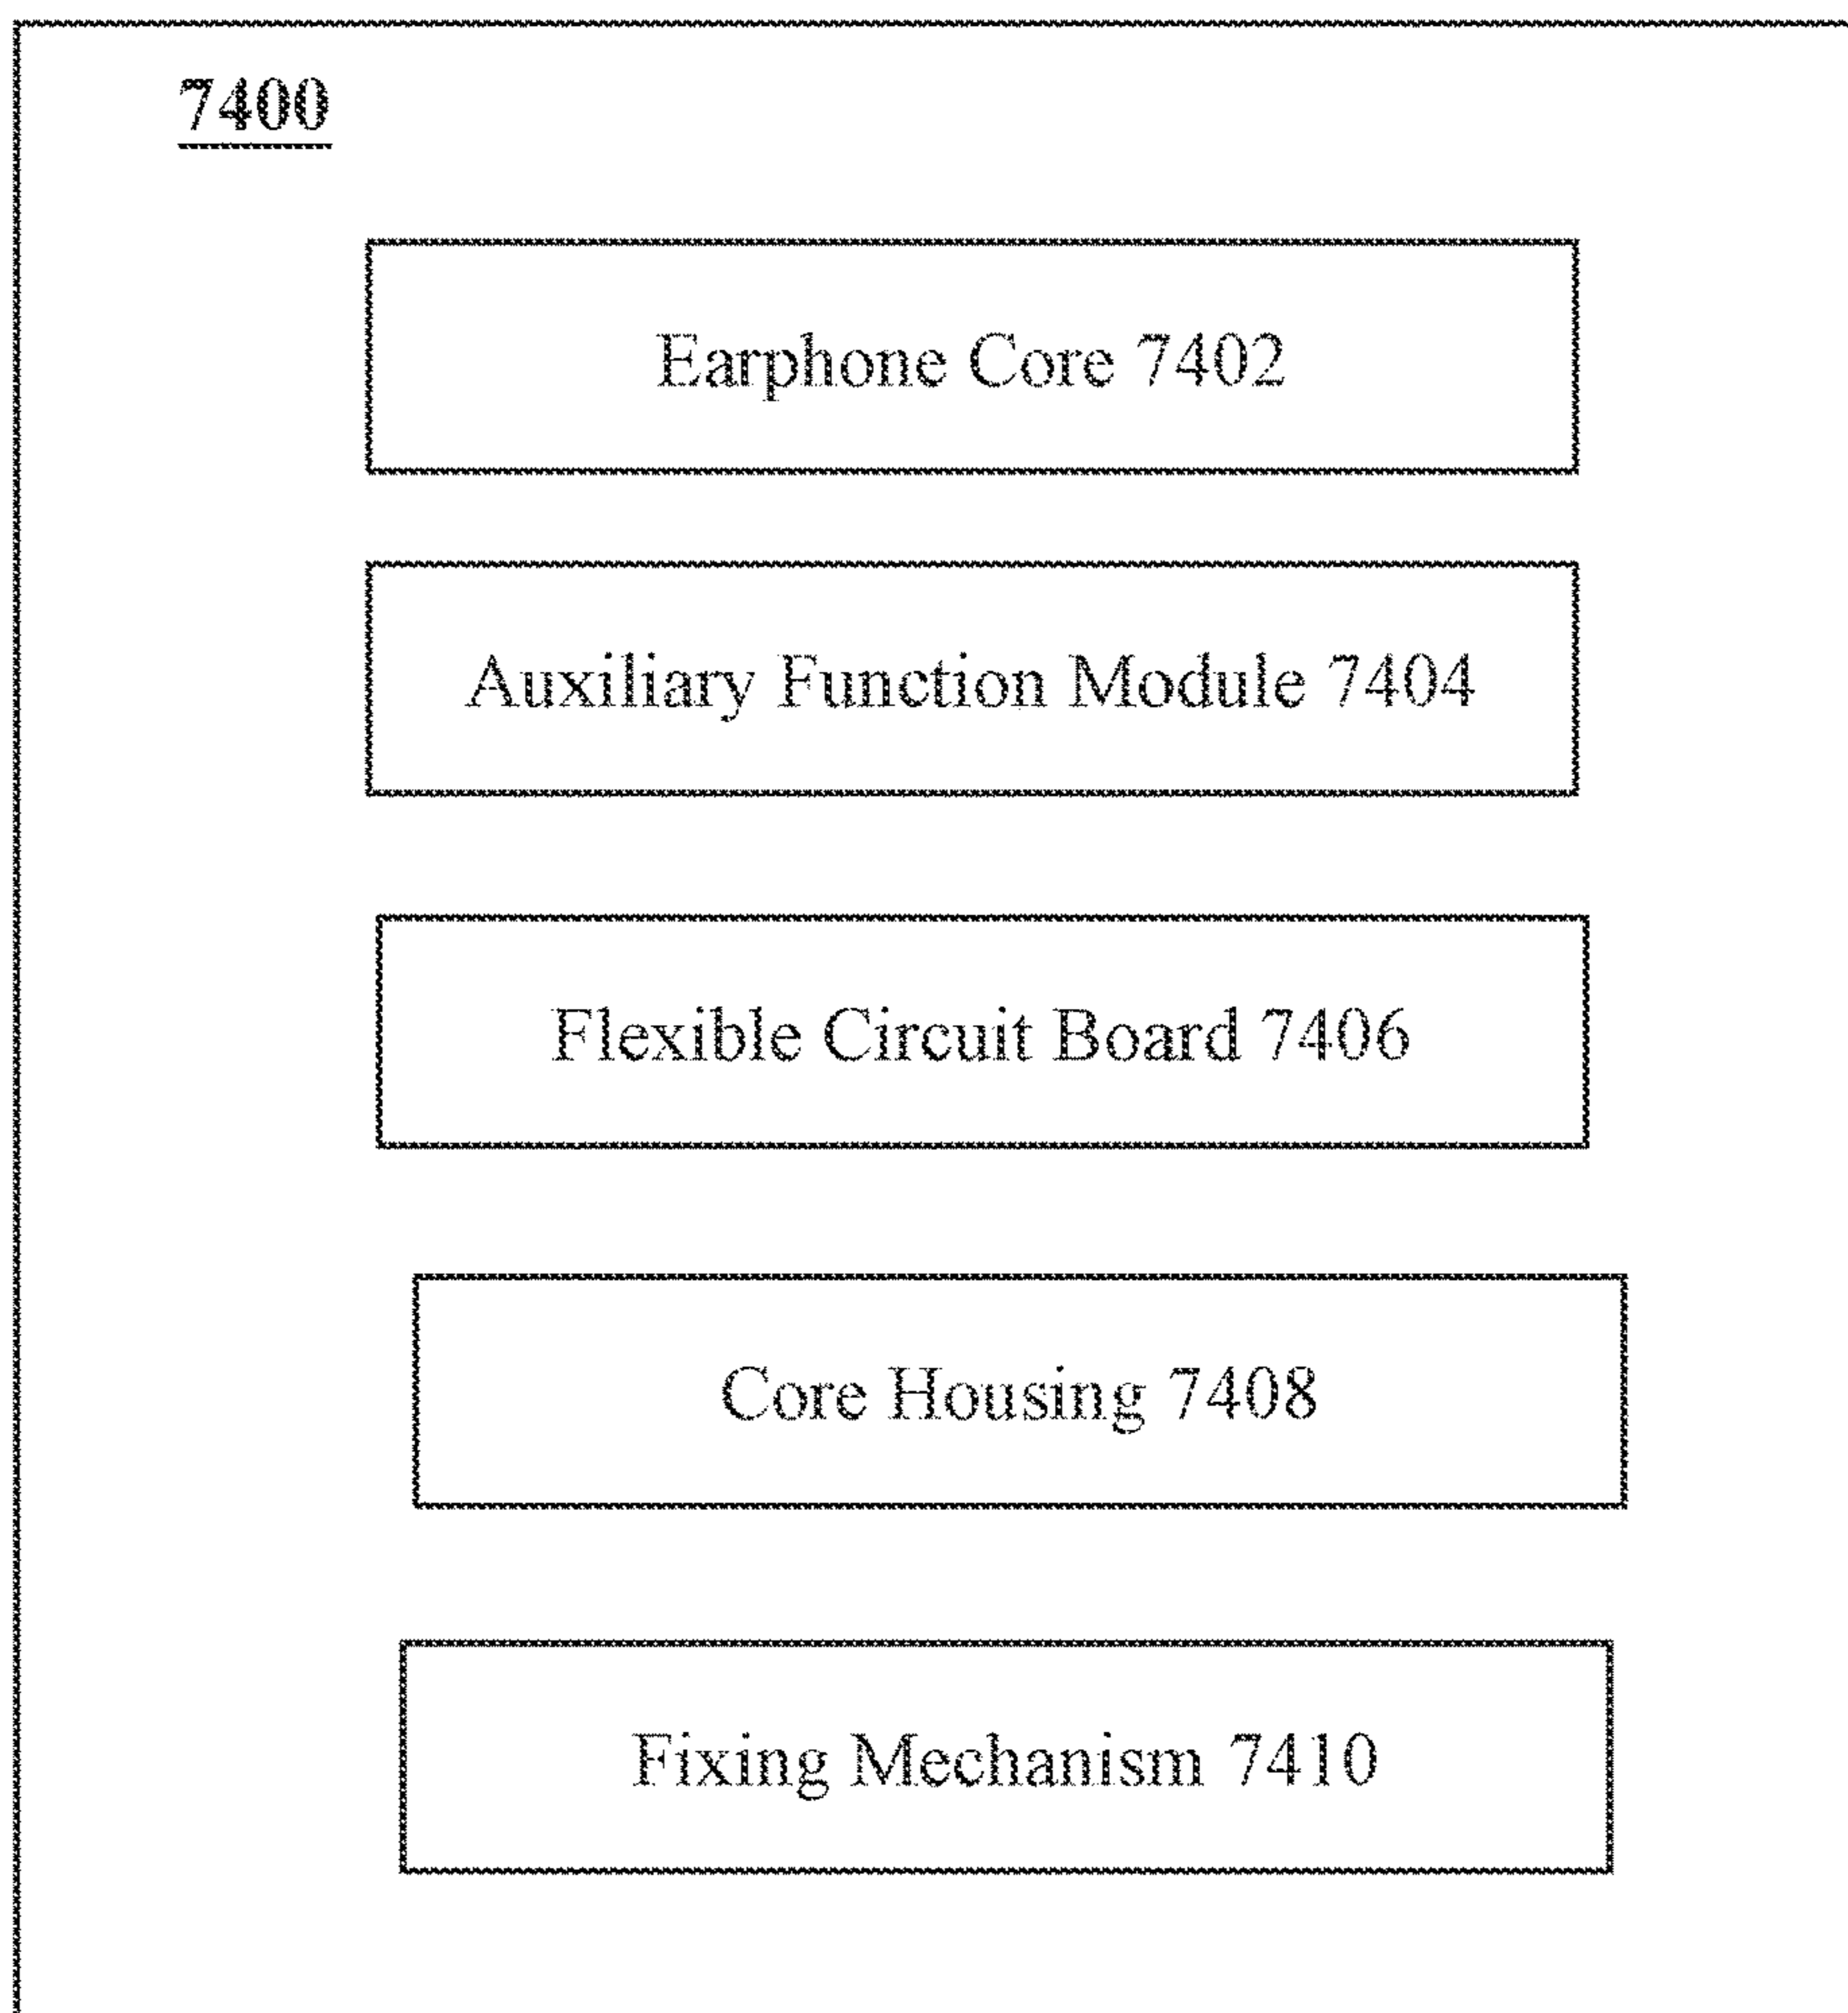 7400
Earphone Core 7402
Auxiliary Function Module 7404
Flexible Circuit Board 7406
Core Housing 7408
Fixing Mechanism 7410